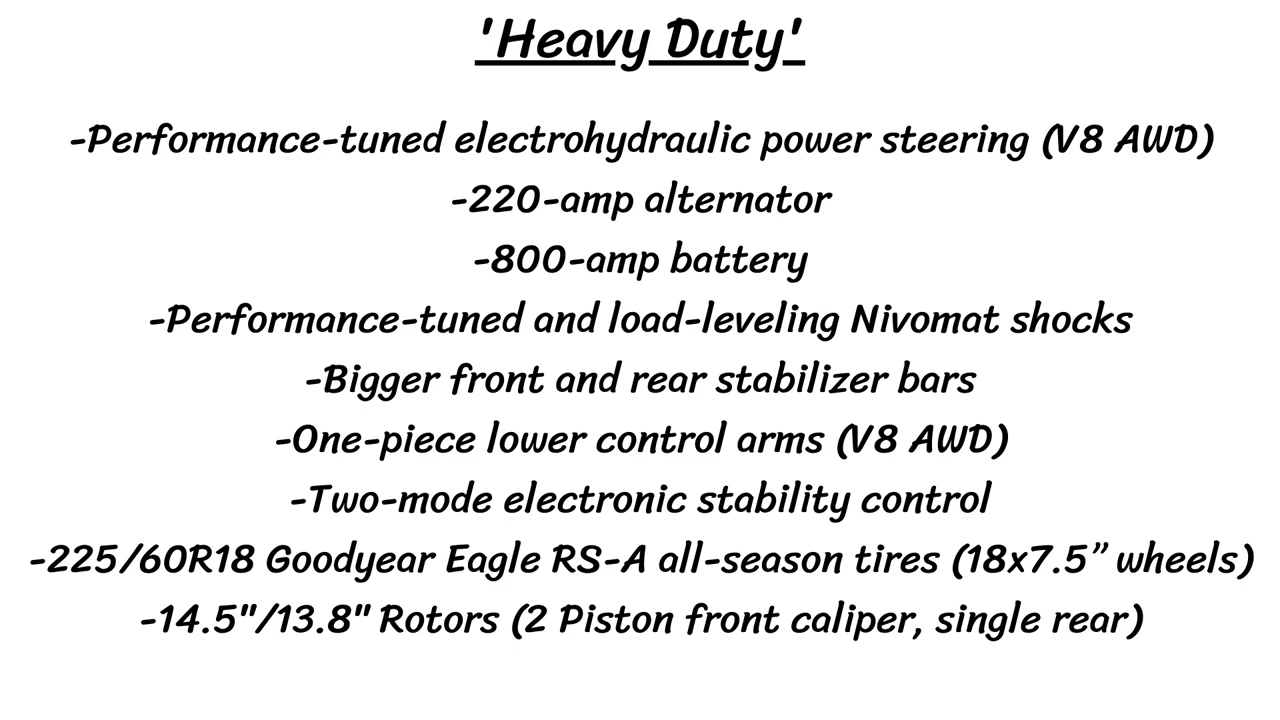 'Heavy Duty'
-Performance-tuned electrohydraulic power steering (V8 AWD)
-220-amp alternator
-800-amp battery
-Performance-tuned and load-leveling Nivomat shocks
-Bigger front and rear stabilizer bars
-One-piece lower control arms (V8 AWD)
-Two-mode electronic stability control
-225/60R18 Goodyear Eagle RS-A all-season tires (18x7.5” wheels)
-14.5"/13.8" Rotors (2 Piston front caliper, single rear)